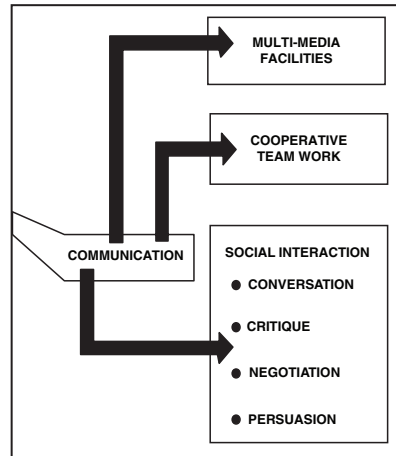 MULTI-MEDIA
FACILITIES
COOPERATIVE
TEAM WORK
COMMUNICATION
SOCIAL INTERACTION
● CONVERSATION
● CRITIQUE
● NEGOTIATION
● PERSUASION